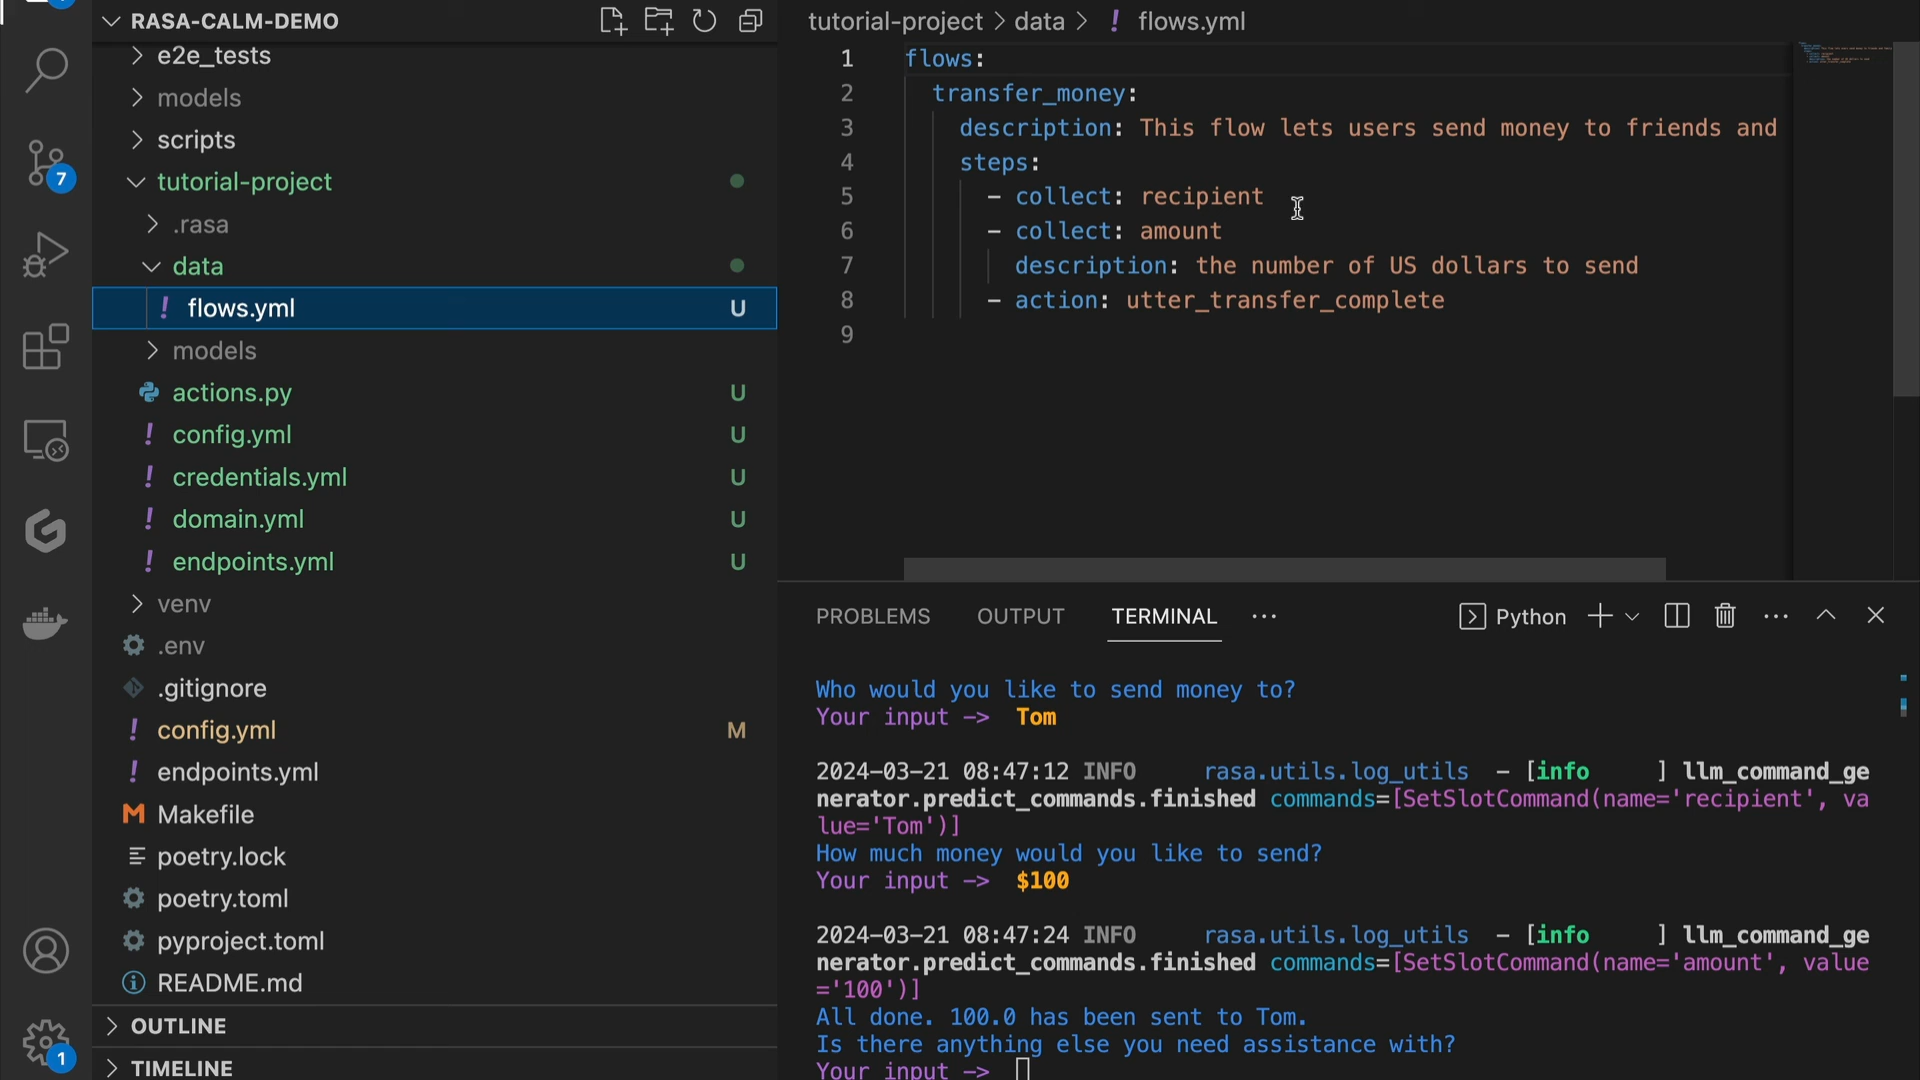 RASA-CALM-DEMO
e2e_tests
models
scripts
tutorial-project
.rasa
data
! flows.yml U
models
actions.py U
! config.yml U
! credentials.yml U
! domain.yml U
! endpoints.yml U
venv
.env
.gitignore
! config.yml M
! endpoints.yml
Makefile
poetry.lock
poetry.toml
pyproject.toml
README.md
OUTLINE
TIMELINE
7
1
tutorial-project > data > ! flows.yml
1 flows:
2 transfer_money:
3 description: This flow lets users send money to friends and
4 steps:
5 - collect: recipient
6 - collect: amount
7 description: the number of US dollars to send
8 - action: utter_transfer_complete
9
PROBLEMS OUTPUT TERMINAL ··· Python
Who would you like to send money to?
Your input -> Tom
2024-03-21 08:47:12 INFO rasa.utils.log_utils - [info ] llm_command_ge
nerator.predict_commands.finished commands=[SetSlotCommand(name='recipient', va
lue='Tom')]
How much money would you like to send?
Your input -> $100
2024-03-21 08:47:24 INFO rasa.utils.log_utils - [info ] llm_command_ge
nerator.predict_commands.finished commands=[SetSlotCommand(name='amount', value
='100')]
All done. 100.0 has been sent to Tom.
Is there anything else you need assistance with?
Your input ->